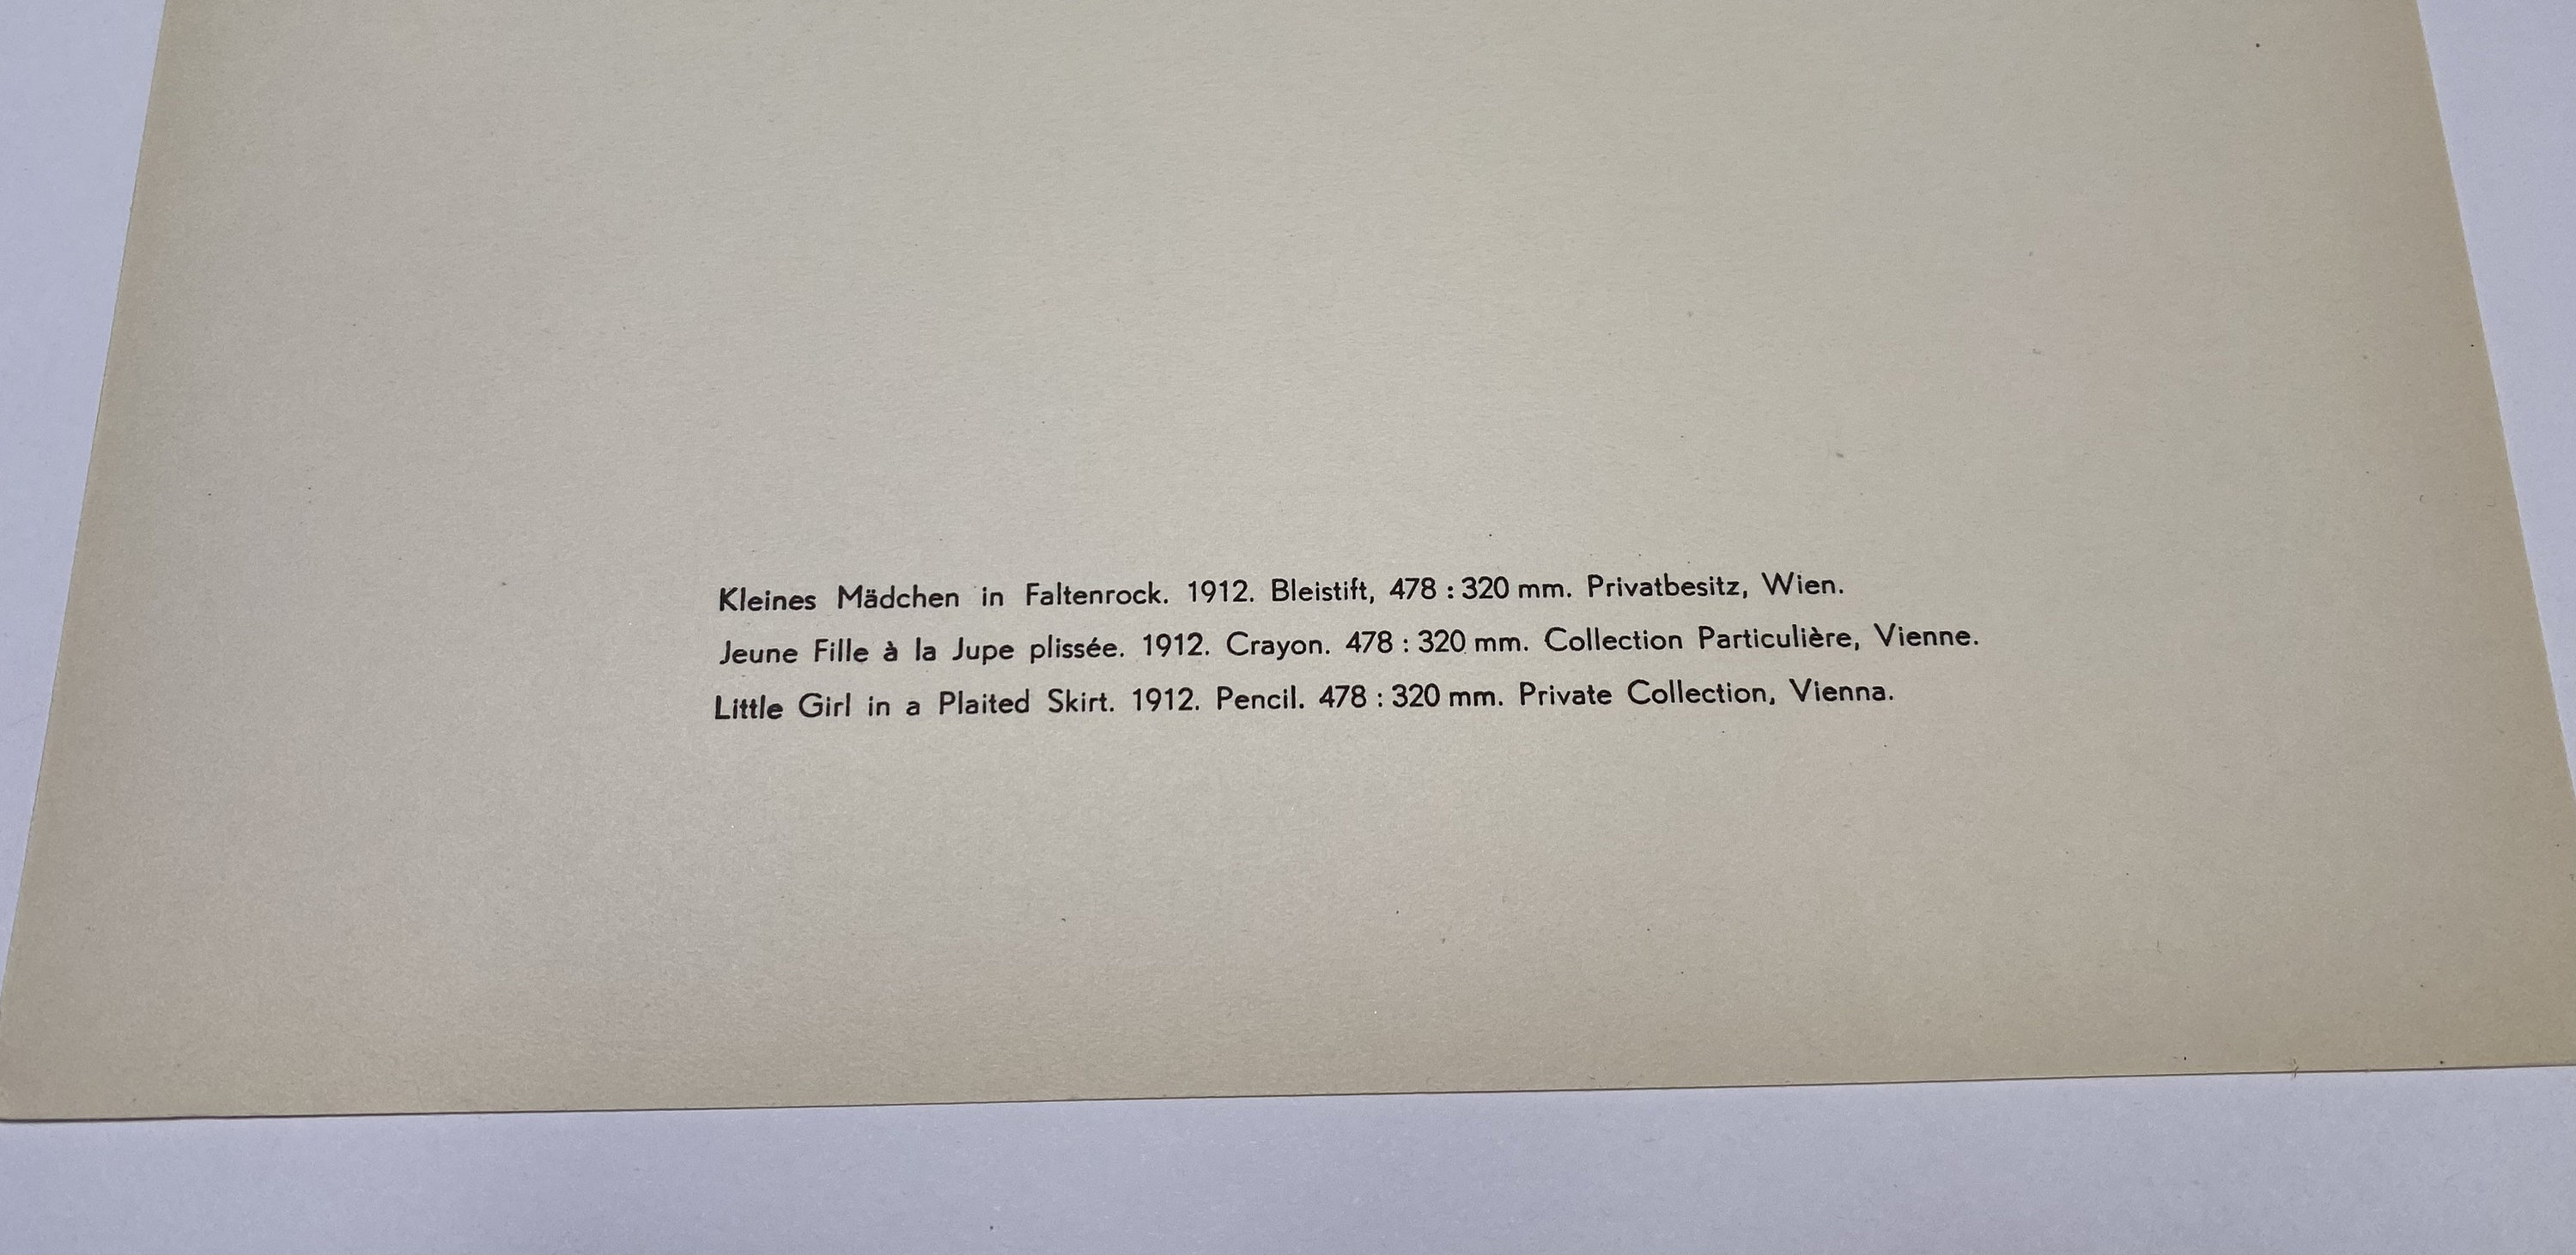 Kleines Mädchen in Faltenrock. 1912. Bleistift, 478 : 320 mm. Privatbesitz, Wien.
Jeune Fille à la Jupe plissée. 1912. Crayon. 478 : 320 mm. Collection Particulière, Vienne.
Little Girl in a Plaited Skirt. 1912. Pencil. 478 : 320 mm. Private Collection, Vienna.